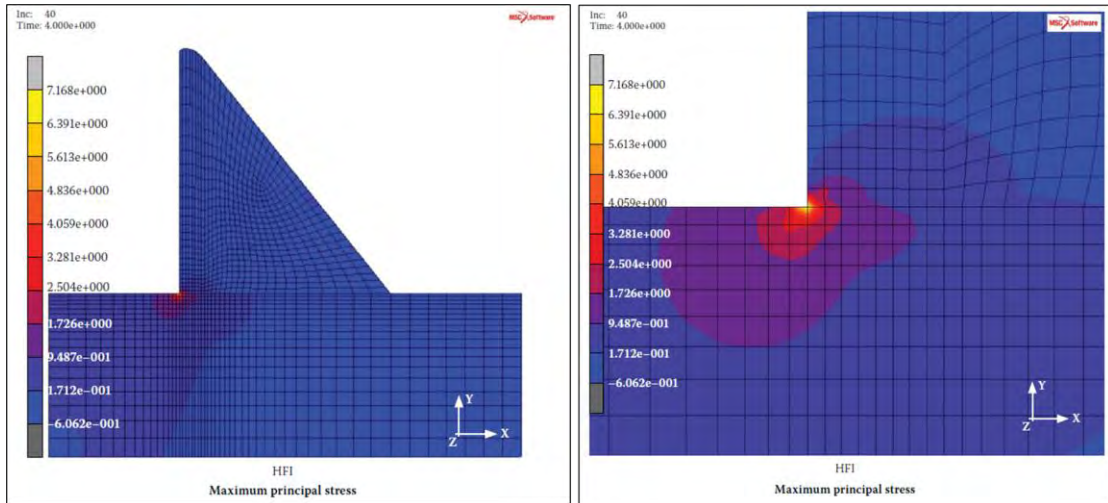 Inc: 40
Time: 4.000e+000
MSC Software
7.168e+000
6.391e+000
5.613e+000
4.836e+000
4.059e+000
3.281e+000
2.504e+000
1.726e+000
9.487e−001
1.712e−001
−6.062e−001
Y
Z
X
HFI
Maximum principal stress
Inc: 40
Time: 4.000e+000
MSC Software
7.168e+000
6.391e+000
5.613e+000
4.836e+000
4.059e+000
3.281e+000
2.504e+000
1.726e+000
9.487e−001
1.712e−001
−6.062e−001
Y
Z
X
HFI
Maximum principal stress